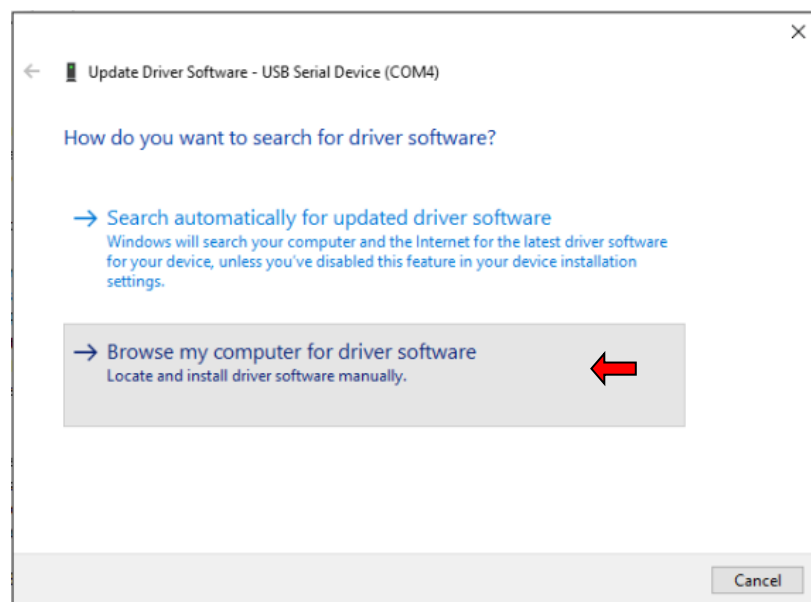 Update Driver Software - USB Serial Device (COM4)
How do you want to search for driver software?
Search automatically for updated driver software
Windows will search your computer and the Internet for the latest driver software
for your device, unless you've disabled this feature in your device installation
settings.
Browse my computer for driver software
Locate and install driver software manually.
Cancel